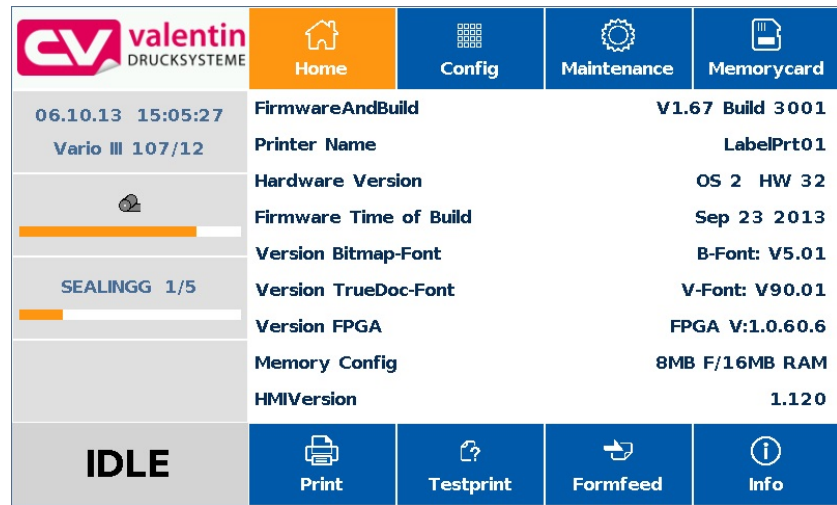 CV valentin
DRUCKSYSTEME
Home
Config
Maintenance
Memorycard
06.10.13 15:05:27
Vario III 107/12
SEALINGG 1/5
FirmwareAndBuild V1.67 Build 3001
Printer Name LabelPrt01
Hardware Version OS 2 HW 32
Firmware Time of Build Sep 23 2013
Version Bitmap-Font B-Font: V5.01
Version TrueDoc-Font V-Font: V90.01
Version FPGA FPGA V:1.0.60.6
Memory Config 8MB F/16MB RAM
HMIVersion 1.120
IDLE
Print
Testprint
Formfeed
Info